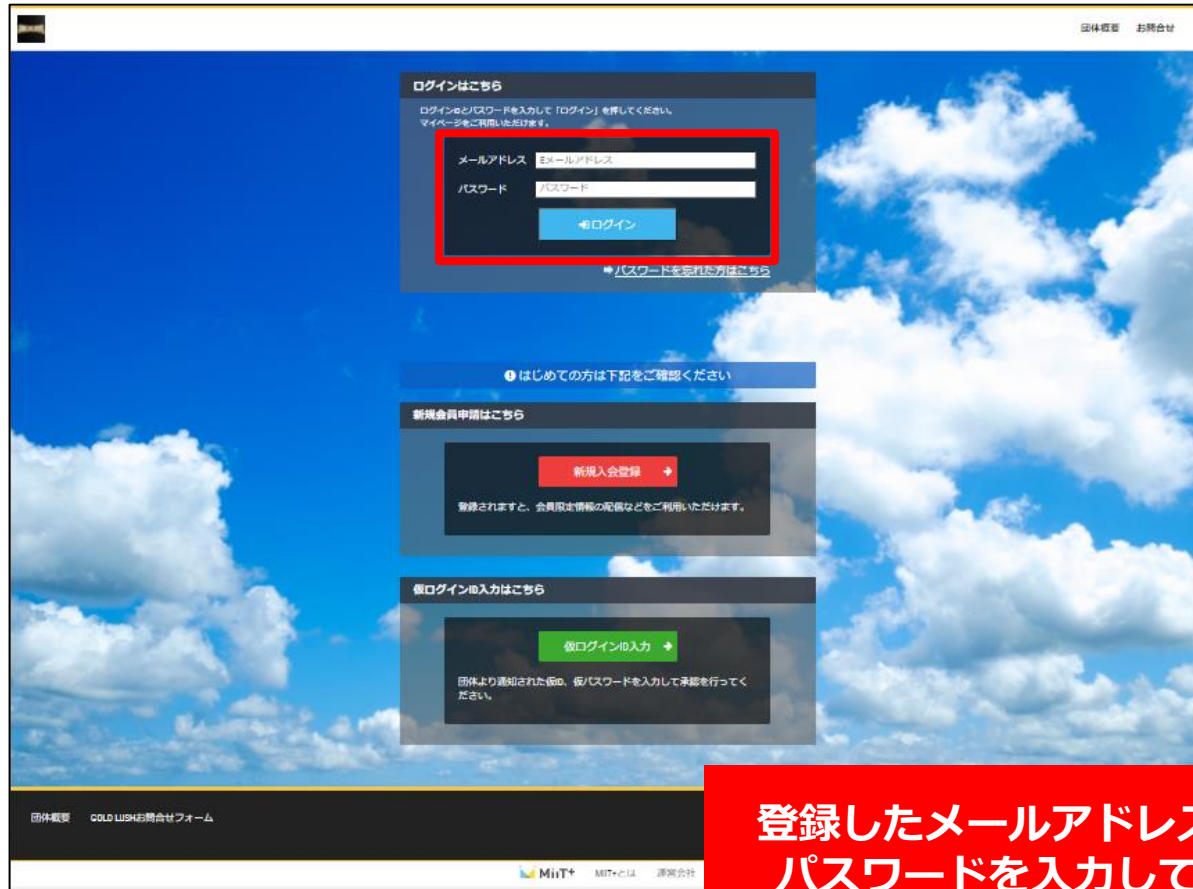 団体概要 お問合せ
ログインはこちら
ログインIDとパスワードを入力して「ログイン」を押してください。
マイページをご利用いただけます。
メールアドレス Eメールアドレス
パスワード パスワード
ログイン
パスワードを忘れた方はこちら
はじめての方は下記をご確認ください
新規会員申請はこちら
新規入会登録
登録されますと、会員限定情報の配信などをご利用いただけます。
仮ログインID入力はこちら
仮ログインID入力
団体より通知された仮ID、仮パスワードを入力して承認を行ってく
ださい。
団体概要 GOLD LUSHお問合せフォーム
登録したメールアドレス
パスワードを入力して
MiiT+ MiiT+とは 運営会社